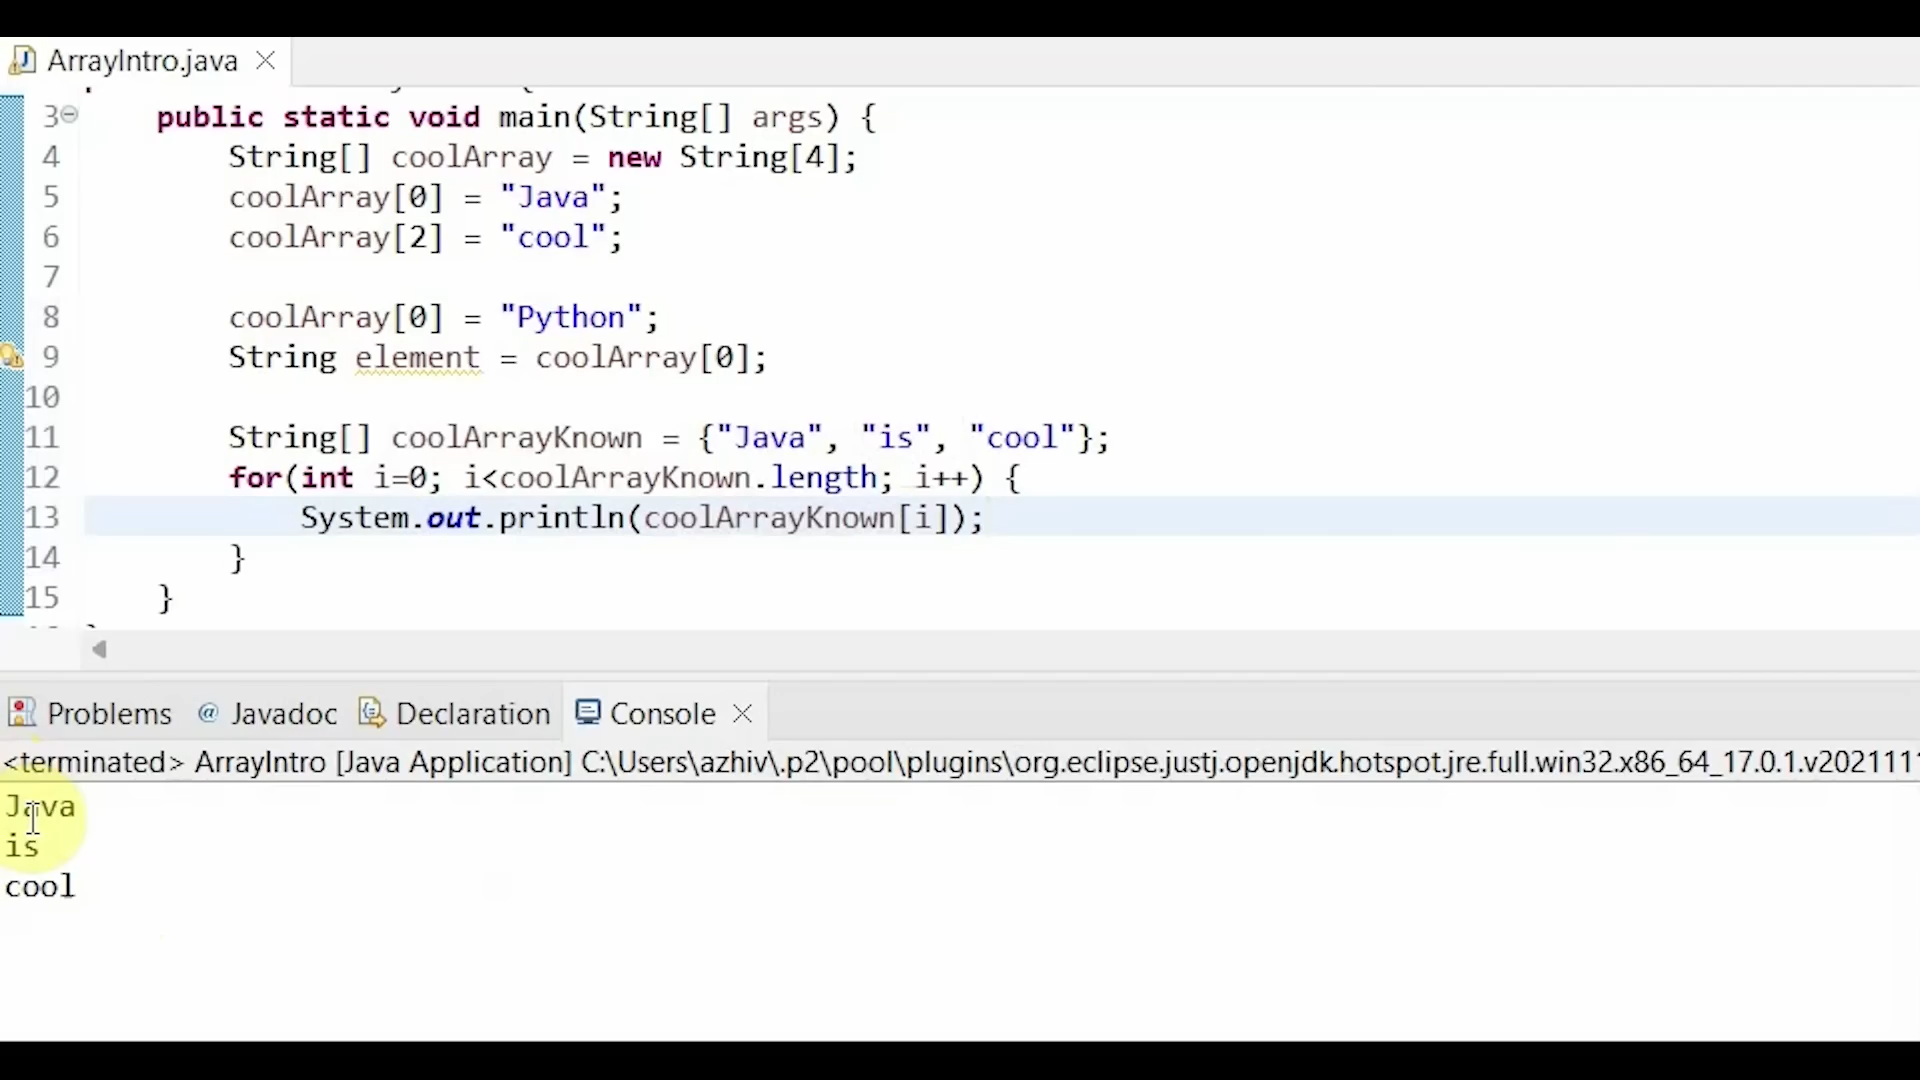 ArrayIntro.java
3 public static void main(String[] args) {
4 String[] coolArray = new String[4];
5 coolArray[0] = "Java";
6 coolArray[2] = "cool";
7
8 coolArray[0] = "Python";
9 String element = coolArray[0];
10
11 String[] coolArrayKnown = {"Java", "is", "cool"};
12 for(int i=0; i<coolArrayKnown.length; i++) {
13 System.out.println(coolArrayKnown[i]);
14 }
15 }
Problems @ Javadoc Declaration Console
<terminated> ArrayIntro [Java Application] C:\Users\azhiv\.p2\pool\plugins\org.eclipse.justj.openjdk.hotspot.jre.full.win32.x86_64_17.0.1.v2021111
Java
is
cool